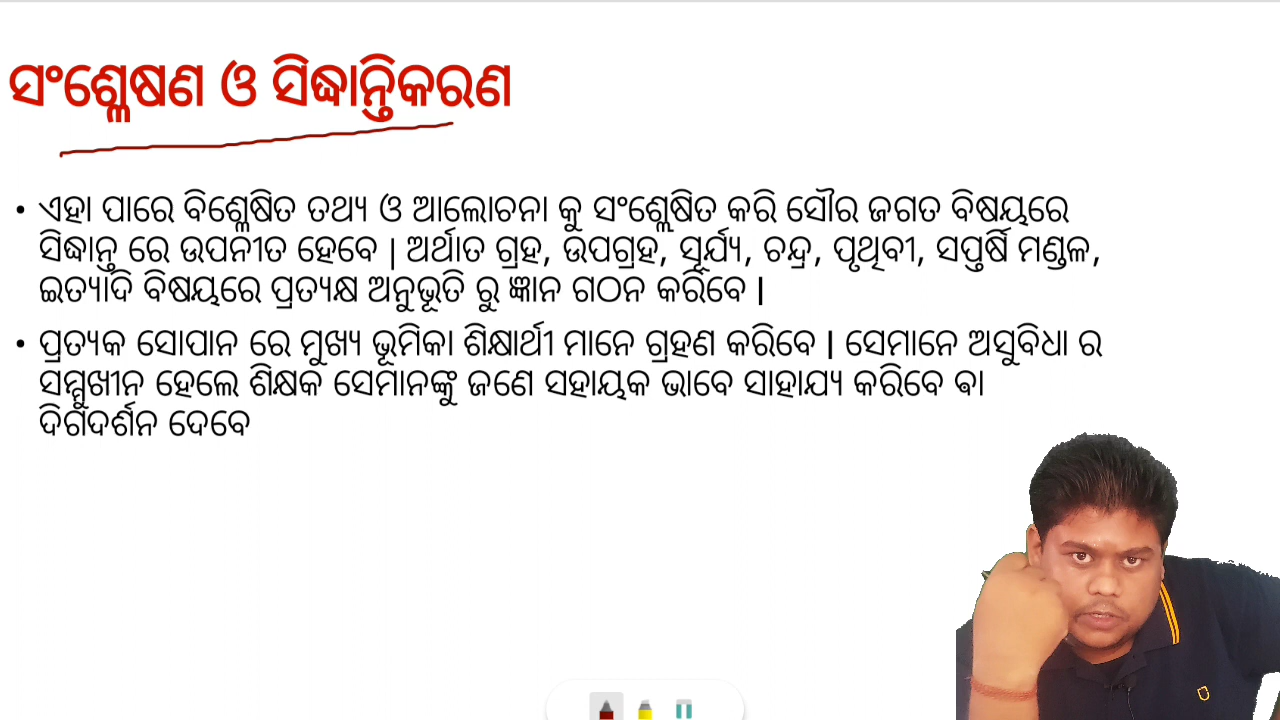 ସଂଶ୍ଳେଷଣ ଓ ସିଦ୍ଧାନ୍ତିକରଣ
• ଏହା ପାରେ ବିଶ୍ଳେଷିତ ତଥ୍ୟ ଓ ଆଲୋଚନା କୁ ସଂଶ୍ଲେଷିତ କରି ସୌର ଜଗତ ବିଷୟରେ
ସିଦ୍ଧାନ୍ତ ରେ ଉପନୀତ ହେବେ | ଅର୍ଥାତ ଗ୍ରହ, ଉପଗ୍ରହ, ସୂର୍ଯ୍ୟ, ଚନ୍ଦ୍ର, ପୃଥିବୀ, ସପ୍ତର୍ଷି ମଣ୍ଡଳ,
ଇତ୍ୟାଦି ବିଷୟରେ ପ୍ରତ୍ୟକ୍ଷ ଅନୁଭୂତି ରୁ ଜ୍ଞାନ ଗଠନ କରିବେ |
• ପ୍ରତ୍ୟକ ସୋପାନ ରେ ମୁଖ୍ୟ ଭୂମିକା ଶିକ୍ଷାର୍ଥୀ ମାନେ ଗ୍ରହଣ କରିବେ | ସେମାନେ ଅସୁବିଧା ର
ସମ୍ମୁଖୀନ ହେଲେ ଶିକ୍ଷକ ସେମାନଙ୍କୁ ଜଣେ ସହାୟକ ଭାବେ ସାହାଯ୍ୟ କରିବେ ଵା
ଦିଗଦର୍ଶନ ଦେବେ